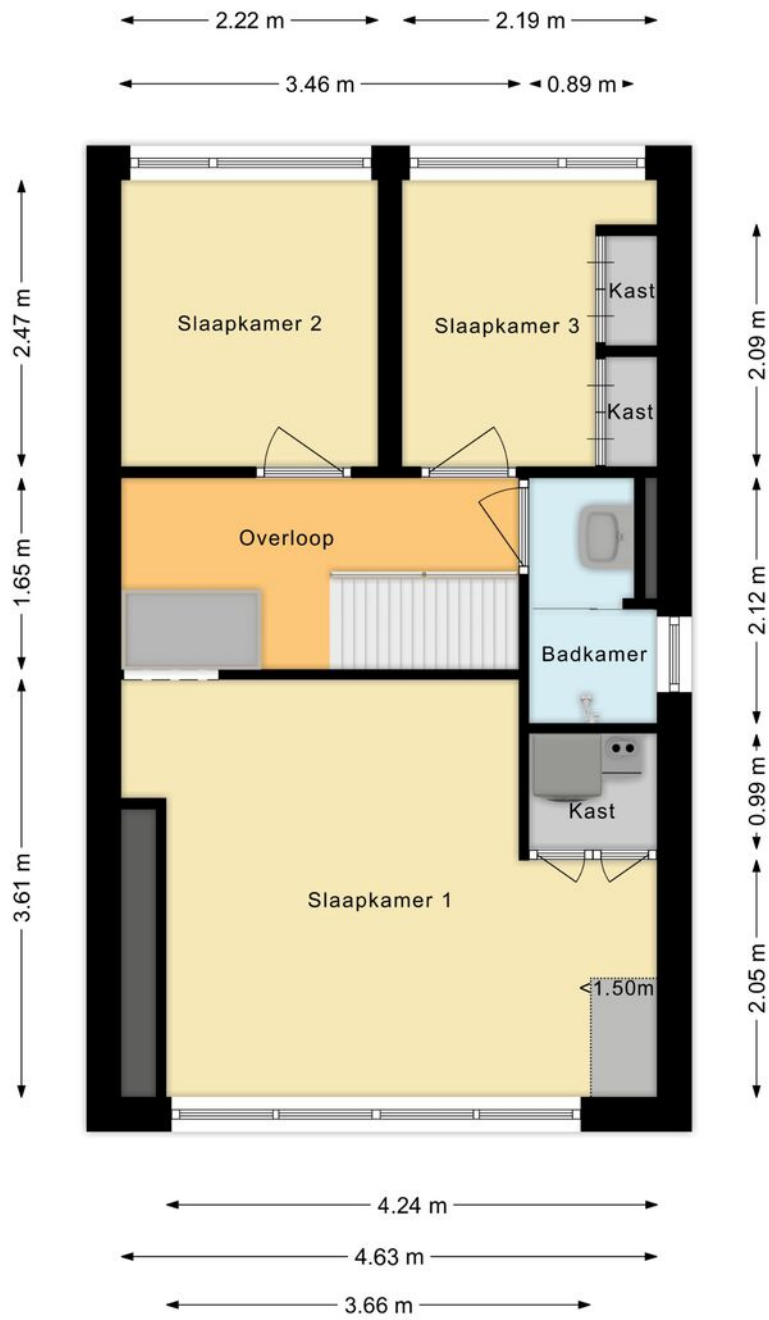 2.22 m
2.19 m
3.46 m
0.89 m
2.47 m
2.09 m
Kast
Slaapkamer 2
Slaapkamer 3
Kast
1.65 m
Overloop
2.12 m
Badkamer
0.99 m
Kast
3.61 m
Slaapkamer 1
2.05 m
<1.50m
4.24 m
4.63 m
3.66 m